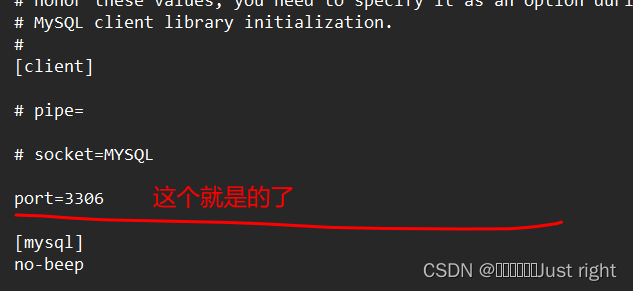 # honor these values, you need to specify it as an option duri
# MySQL client library initialization.
#
[client]
# pipe=
# socket=MYSQL
port=3306 这个就是的了
[mysql]
no-beep
CSDN @▯▯▯▯▯▯Just right